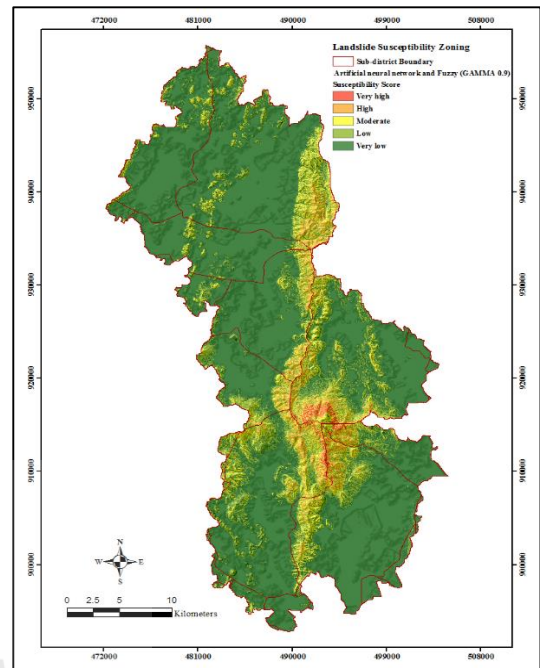 472000 481000 490000 499000 508000
Landslide Susceptibility Zoning
Sub-district Boundary
Artificial neural network and Fuzzy (GAMMA 0.9)
Susceptibility Score
Very high
High
Moderate
Low
Very low
950000 950000
940000 940000
930000 930000
920000 920000
910000 910000
900000 900000
N
W E
S
0 2.5 5 10
Kilometers
472000 481000 490000 499000 508000